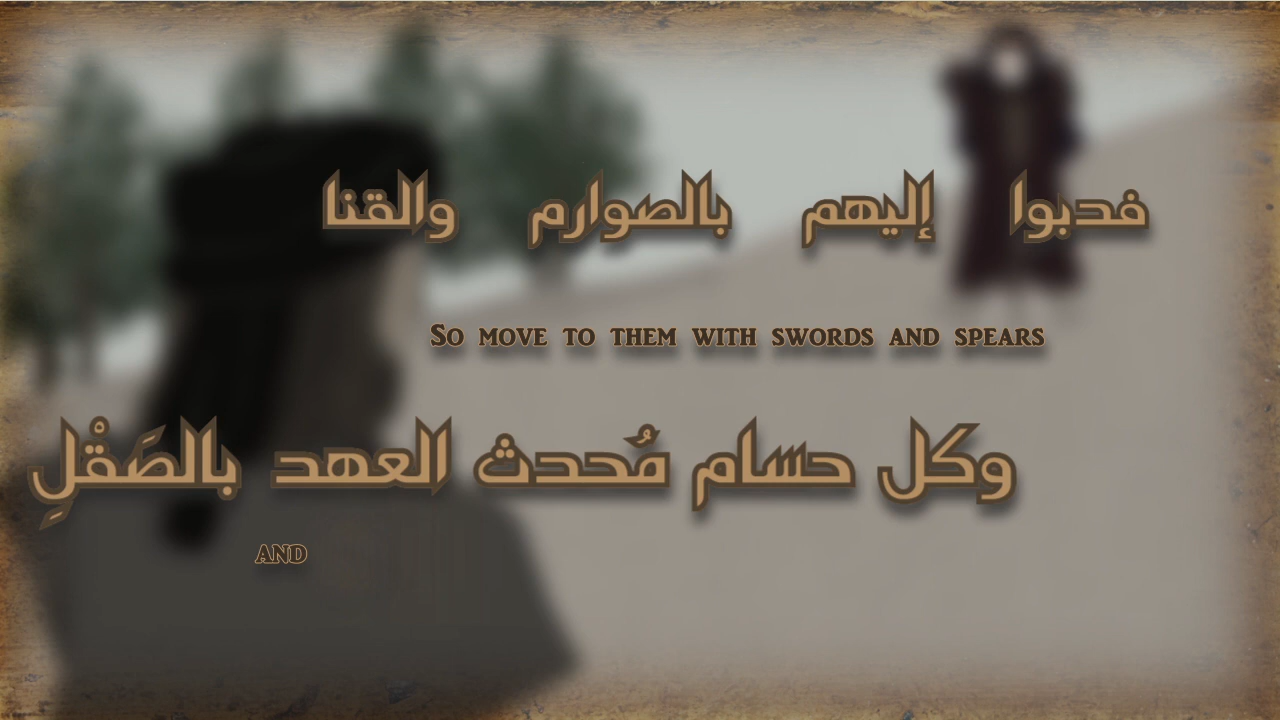 فدبوا إليهم بالصوارم والقنا
So move to them with swords and spears
وكل حسام مُحدث العهد بالصَقْلِ
and